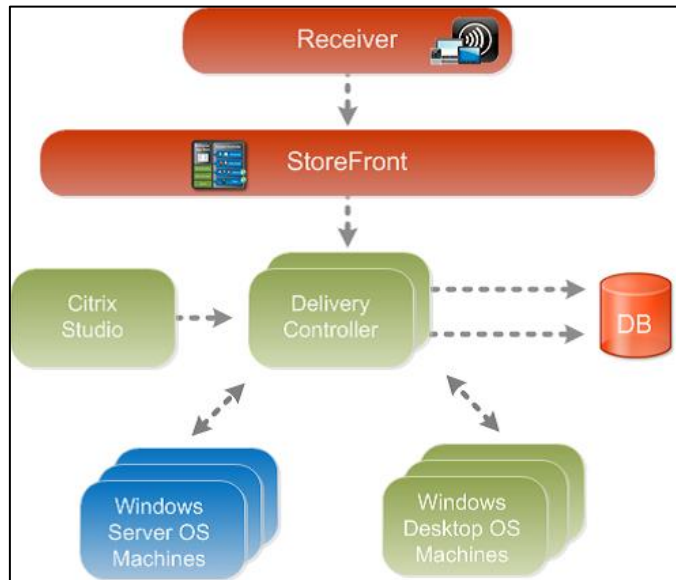 Receiver
StoreFront
Citrix
Studio
Delivery
Controller
DB
Windows
Server OS
Machines
Windows
Desktop OS
Machines